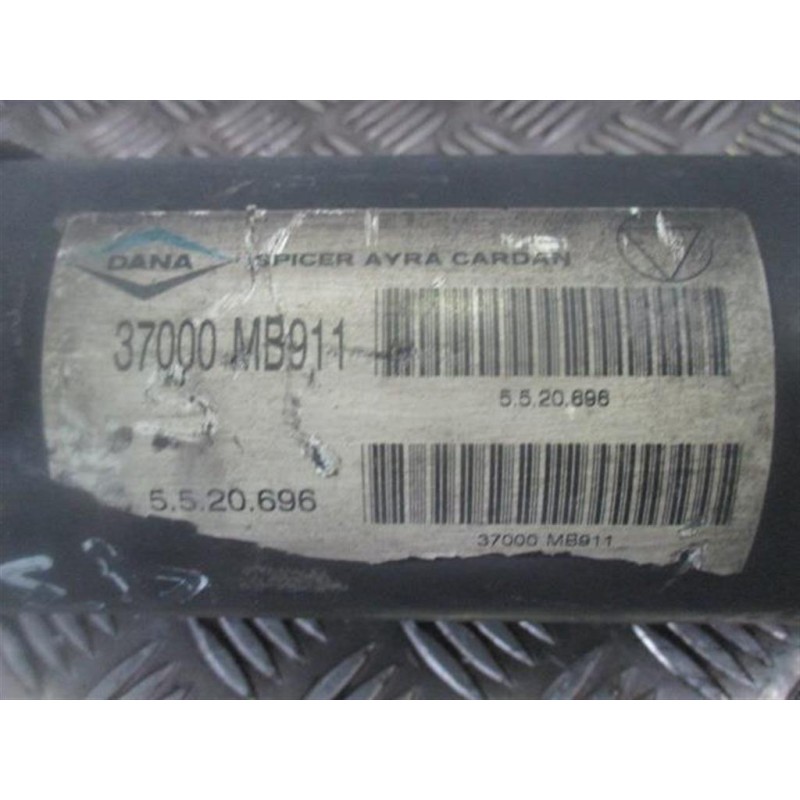 DANA
SPICER AYRA CARDAN
37000 MB911
5.5.20.696
5.5.20.696
37000 MB911